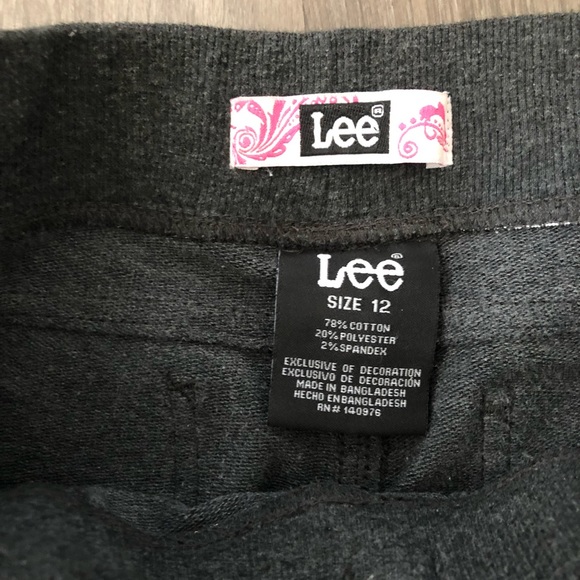 Lee®
Lee®
SIZE 12
78% COTTON
20% POLYESTER
2% SPANDEX
EXCLUSIVE OF DECORATION
EXCLUSIVO DE DECORACIÓN
MADE IN BANGLADESH
HECHO EN BANGLADESH
RN# 140976